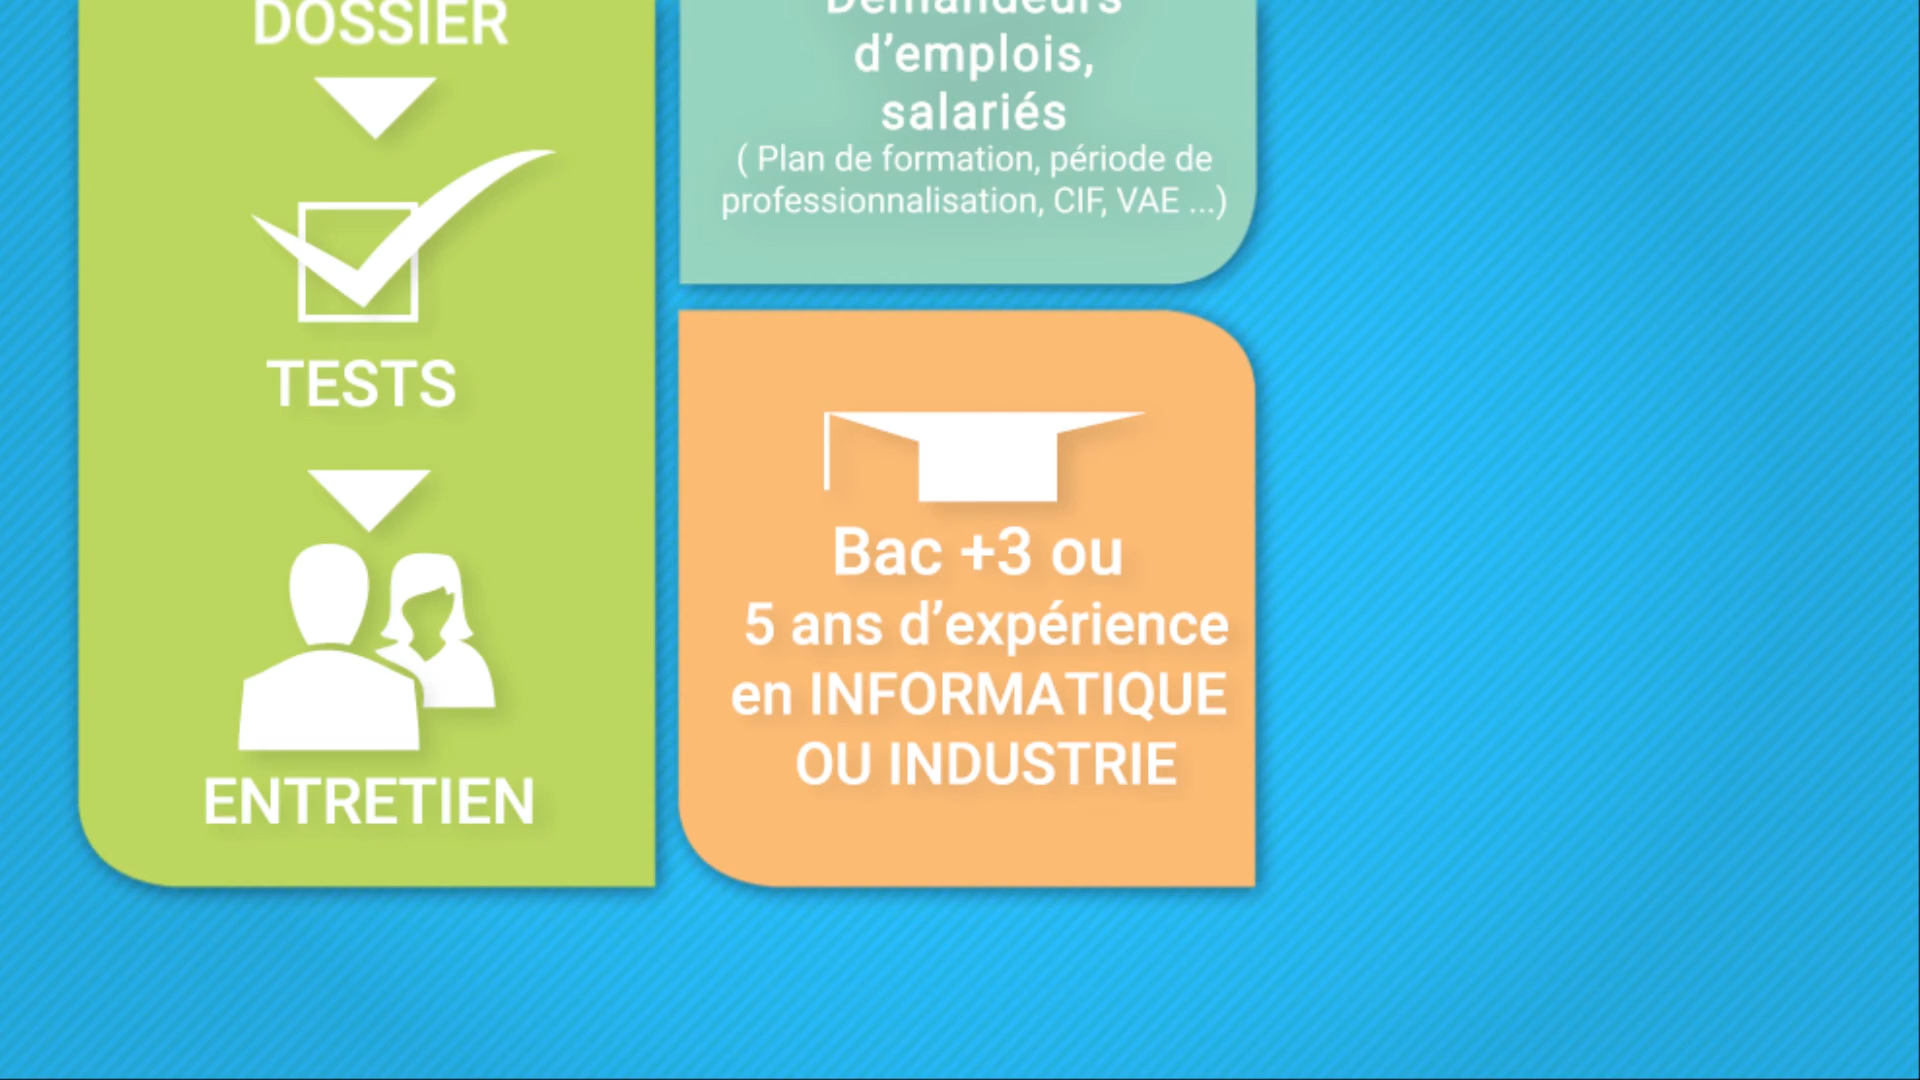 DOSSIER
TESTS
ENTRETIEN
Demandeurs
d’emplois,
salariés
( Plan de formation, période de
professionnalisation, CIF, VAE ...)
Bac +3 ou
5 ans d’expérience
en INFORMATIQUE
OU INDUSTRIE